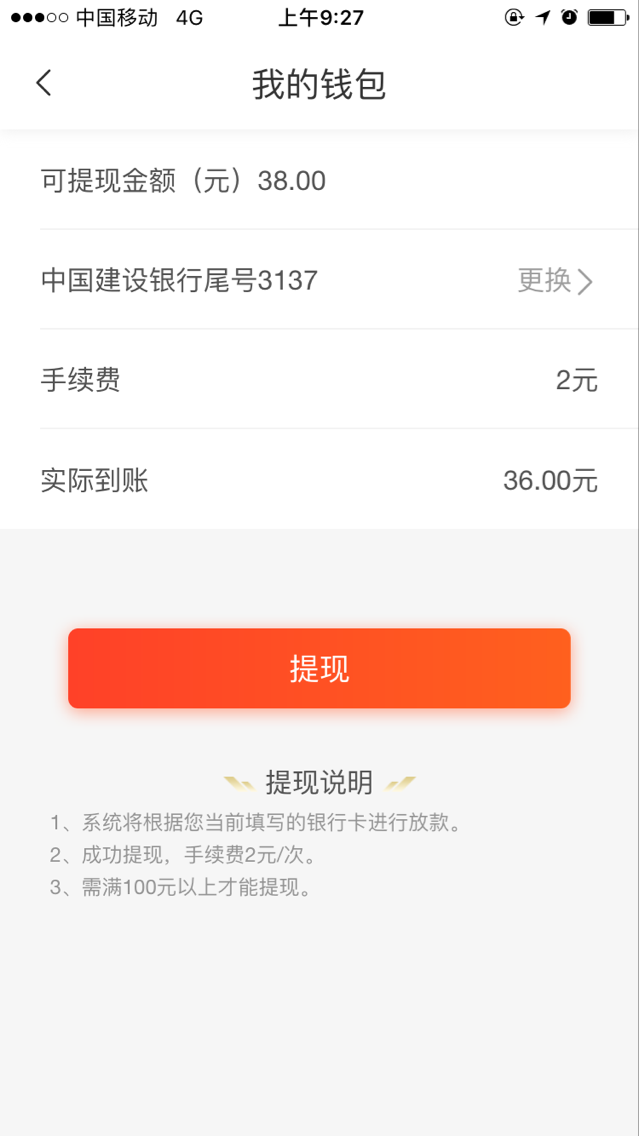 中国移动 4G 上午9:27
我的钱包
可提现金额（元）38.00
中国建设银行尾号3137 更换
手续费 2元
实际到账 36.00元
提现
提现说明
1、系统将根据您当前填写的银行卡进行放款。
2、成功提现，手续费2元/次。
3、需满100元以上才能提现。